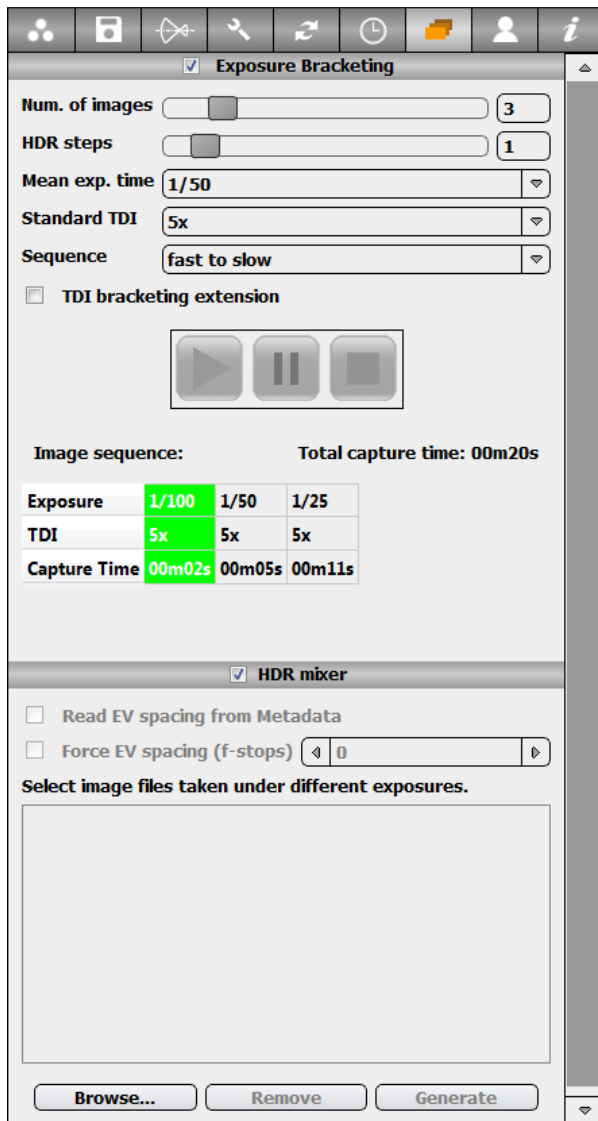 i
Exposure Bracketing
Num. of images 3
HDR steps 1
Mean exp. time 1/50
Standard TDI 5x
Sequence fast to slow
TDI bracketing extension
Image sequence: Total capture time: 00m20s
Exposure 1/100 1/50 1/25
TDI 5x 5x 5x
Capture Time 00m02s 00m05s 00m11s
HDR mixer
Read EV spacing from Metadata
Force EV spacing (f-stops) 0
Select image files taken under different exposures.
Browse... Remove Generate